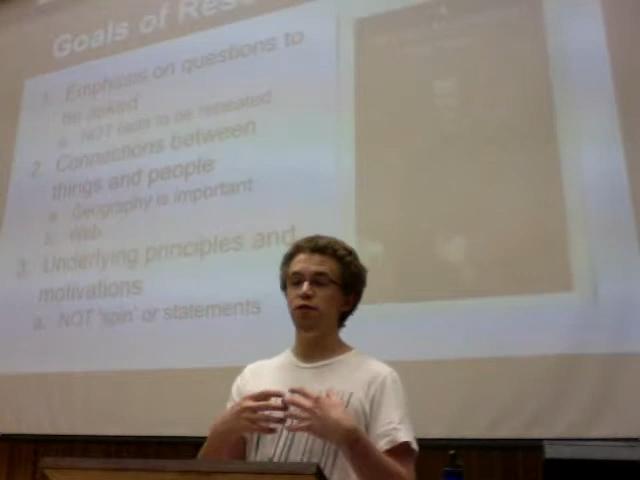 Goals of Res
1. Emphasis on questions to
be asked
a. NOT facts to be repeated
2. Connections between
things and people
a. Geography is important
b. Web
3. Underlying principles and
motivations
a. NOT 'spin' or statements